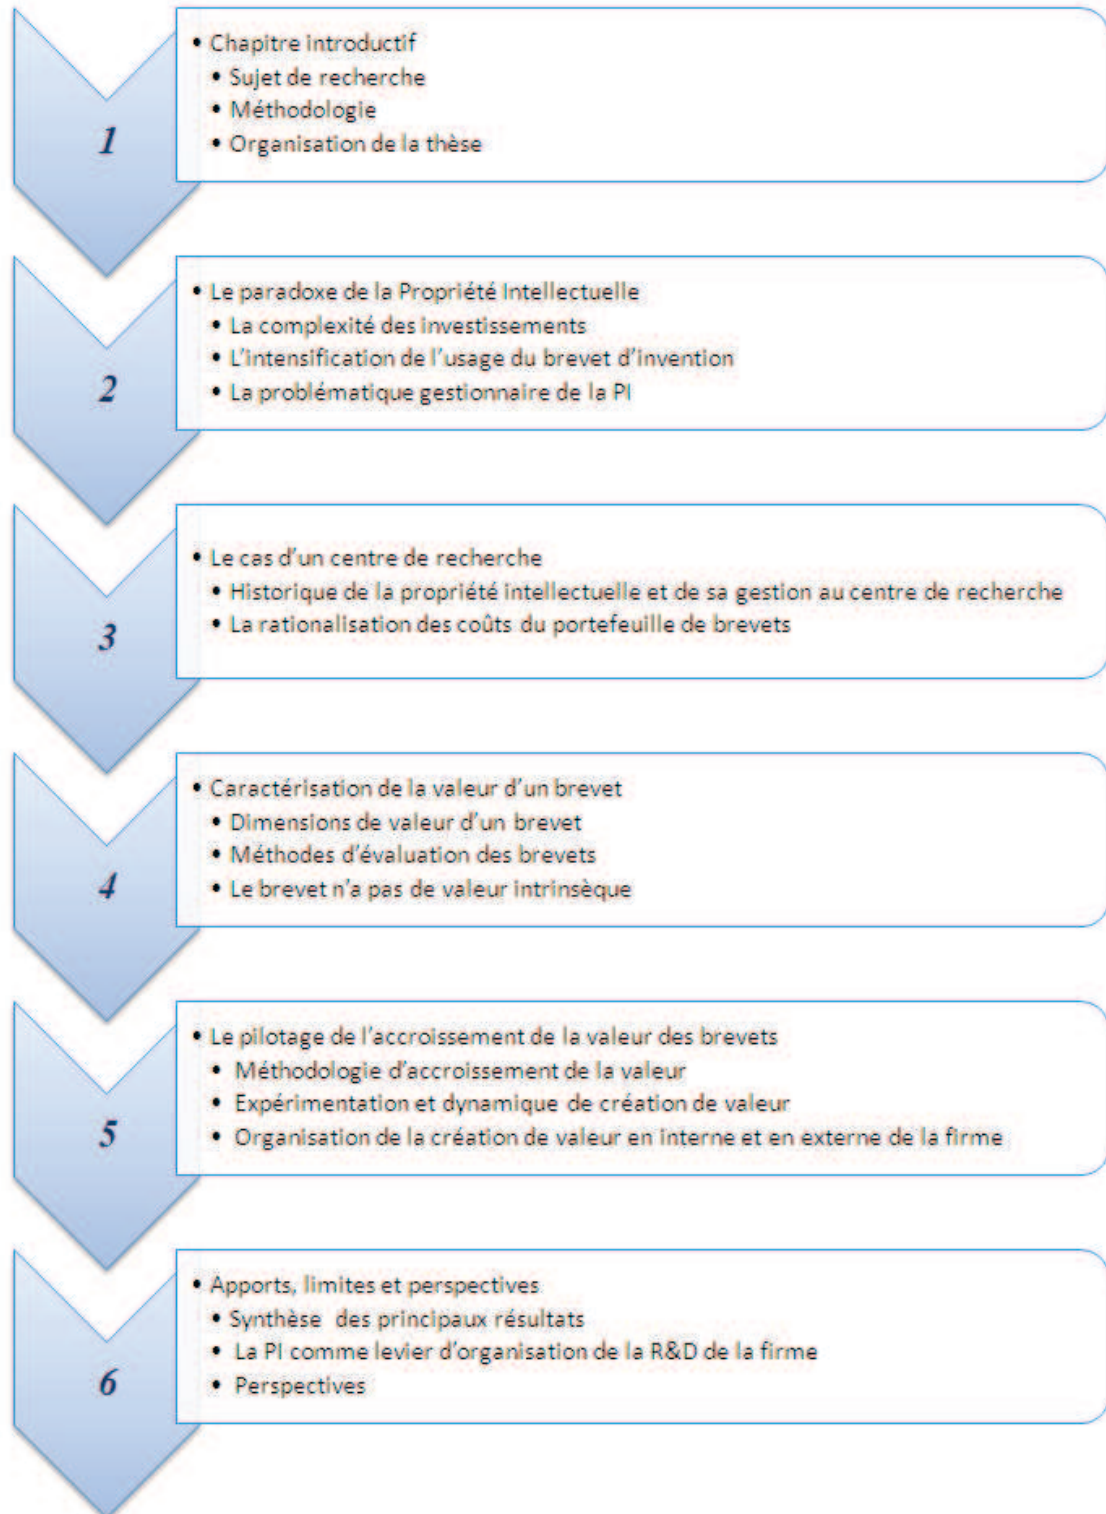 1
• Chapitre introductif
• Sujet de recherche
• Méthodologie
• Organisation de la thèse
2
• Le paradoxe de la Propriété Intellectuelle
• La complexité des investissements
• L'intensification de l'usage du brevet d'invention
• La problématique gestionnaire de la PI
3
• Le cas d'un centre de recherche
• Historique de la propriété intellectuelle et de sa gestion au centre de recherche
• La rationalisation des coûts du portefeuille de brevets
4
• Caractérisation de la valeur d'un brevet
• Dimensions de valeur d'un brevet
• Méthodes d'évaluation des brevets
• Le brevet n'a pas de valeur intrinsèque
5
• Le pilotage de l'accroissement de la valeur des brevets
• Méthodologie d'accroissement de la valeur
• Expérimentation et dynamique de création de valeur
• Organisation de la création de valeur en interne et en externe de la firme
6
• Apports, limites et perspectives
• Synthèse des principaux résultats
• La PI comme levier d'organisation de la R&D de la firme
• Perspectives